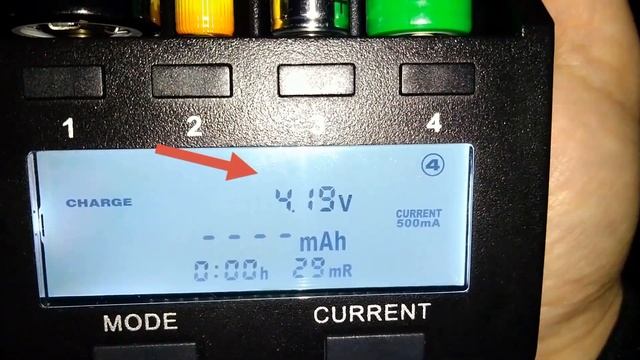 1 2 3 4
4
CHARGE 4.19V
CURRENT
500mA
- - - - mAh
0:00h 29mR
MODE CURRENT